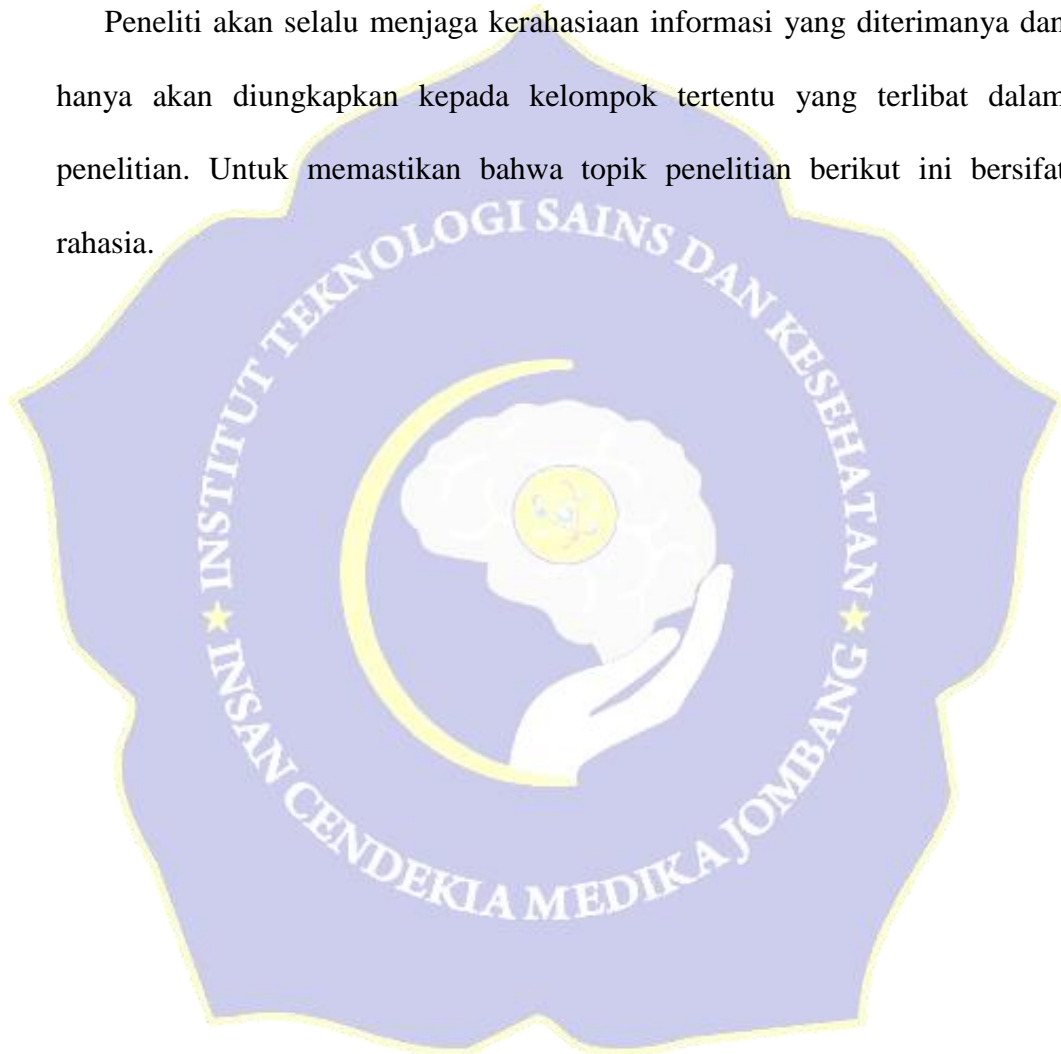 Peneliti akan selalu menjaga kerahasiaan informasi yang diterimanya dan
hanya akan diungkapkan kepada kelompok tertentu yang terlibat dalam
penelitian. Untuk memastikan bahwa topik penelitian berikut ini bersifat
rahasia.
INSTITUT TEKNOLOGI SAINS DAN KESEHATAN
INSAN CENDEKIA MEDIKA JOMBANG